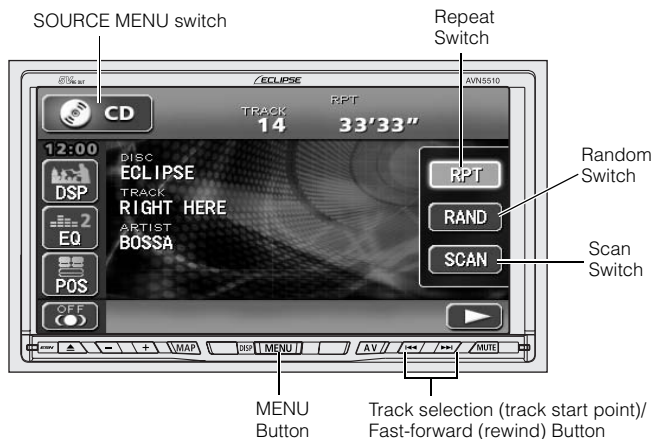 SOURCE MENU switch
Repeat
Switch
ECLIPSE
AVN5510
CD
TRACK
14
RPT
33'33"
12:00
DISC
ECLIPSE
TRACK
RIGHT HERE
ARTIST
BOSSA
DSP
2
EQ
POS
OFF
RPT
RAND
SCAN
Random
Switch
Scan
Switch
− + MAP DISP MENU AV MUTE
MENU
Button
Track selection (track start point)/
Fast-forward (rewind) Button